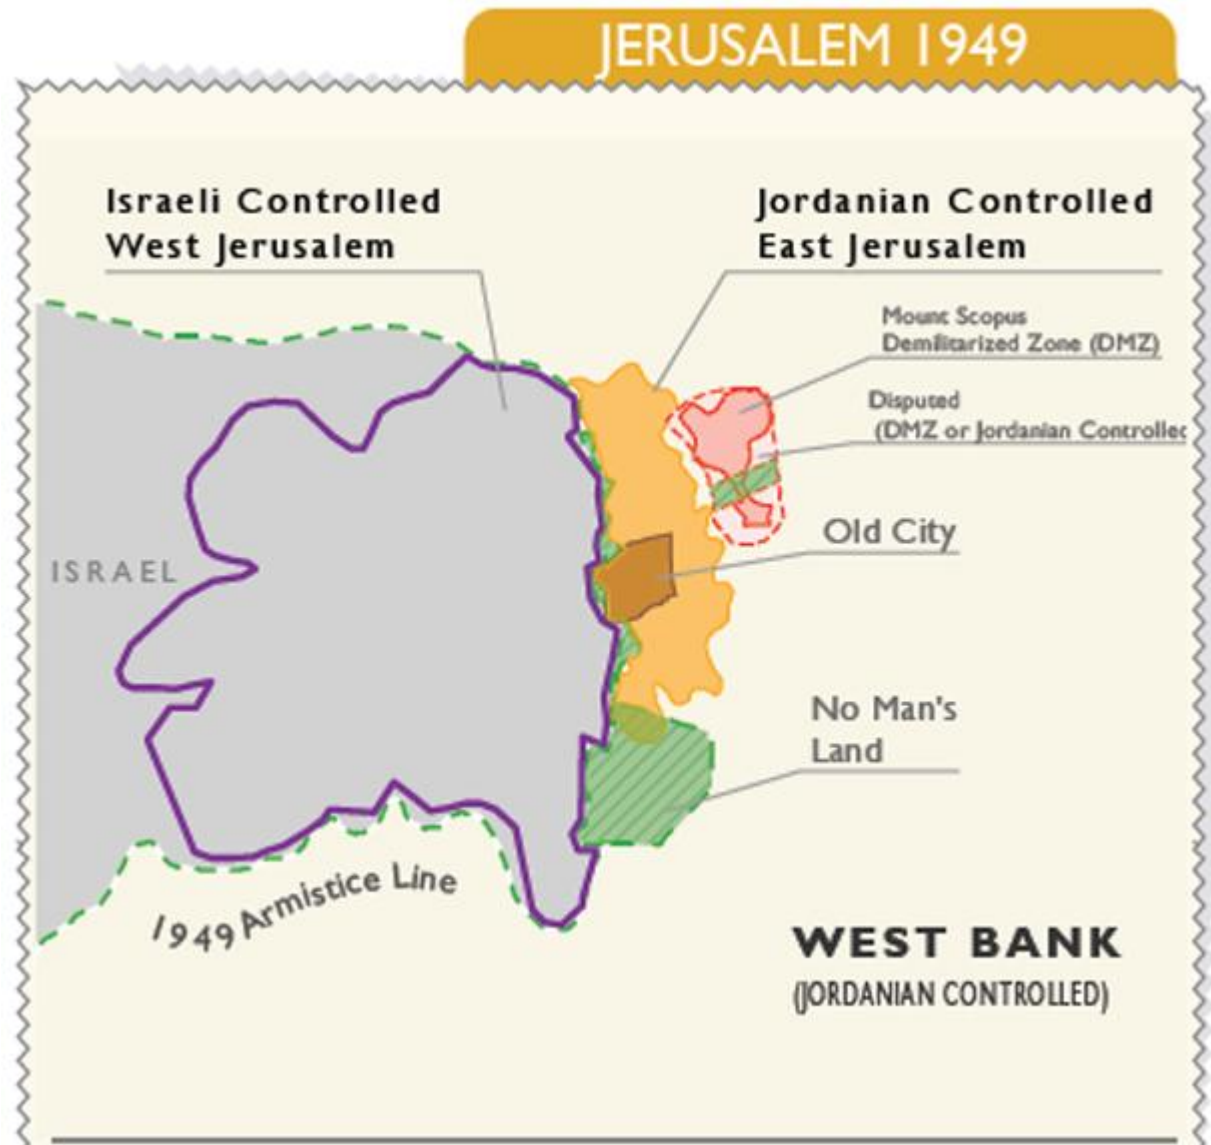 JERUSALEM 1949
Israeli Controlled
West Jerusalem
Jordanian Controlled
East Jerusalem
Mount Scopus
Demilitarized Zone (DMZ)
Disputed
(DMZ or Jordanian Controlled
Old City
ISRAEL
No Man's
Land
1949 Armistice Line
WEST BANK
(JORDANIAN CONTROLLED)